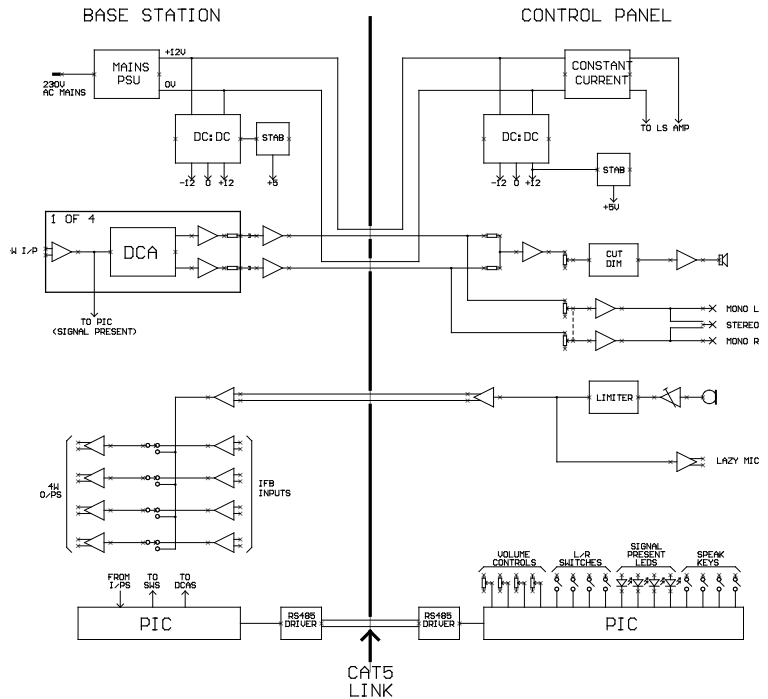 BASE STATION
CONTROL PANEL
+12V
MAINS
PSU
0V
230V
AC MAINS
CONSTANT
CURRENT
TO LS AMP
DC:DC
STAB
-12 0 +12
+5
DC:DC
STAB
-12 0 +12
+5V
1 OF 4
4W I/P
DCA
TO PIC
(SIGNAL PRESENT)
CUT
DIM
MONO L
STEREO
MONO R
LIMITER
LAZY MIC
4W
O/PS
IFB
INPUTS
VOLUME
CONTROLS
L/R
SWITCHES
SIGNAL
PRESENT
LEDS
SPEAK
KEYS
FROM
I/PS
TO
SWS
TO
DCAS
PIC
RS485
DRIVER
RS485
DRIVER
PIC
CAT5
LINK